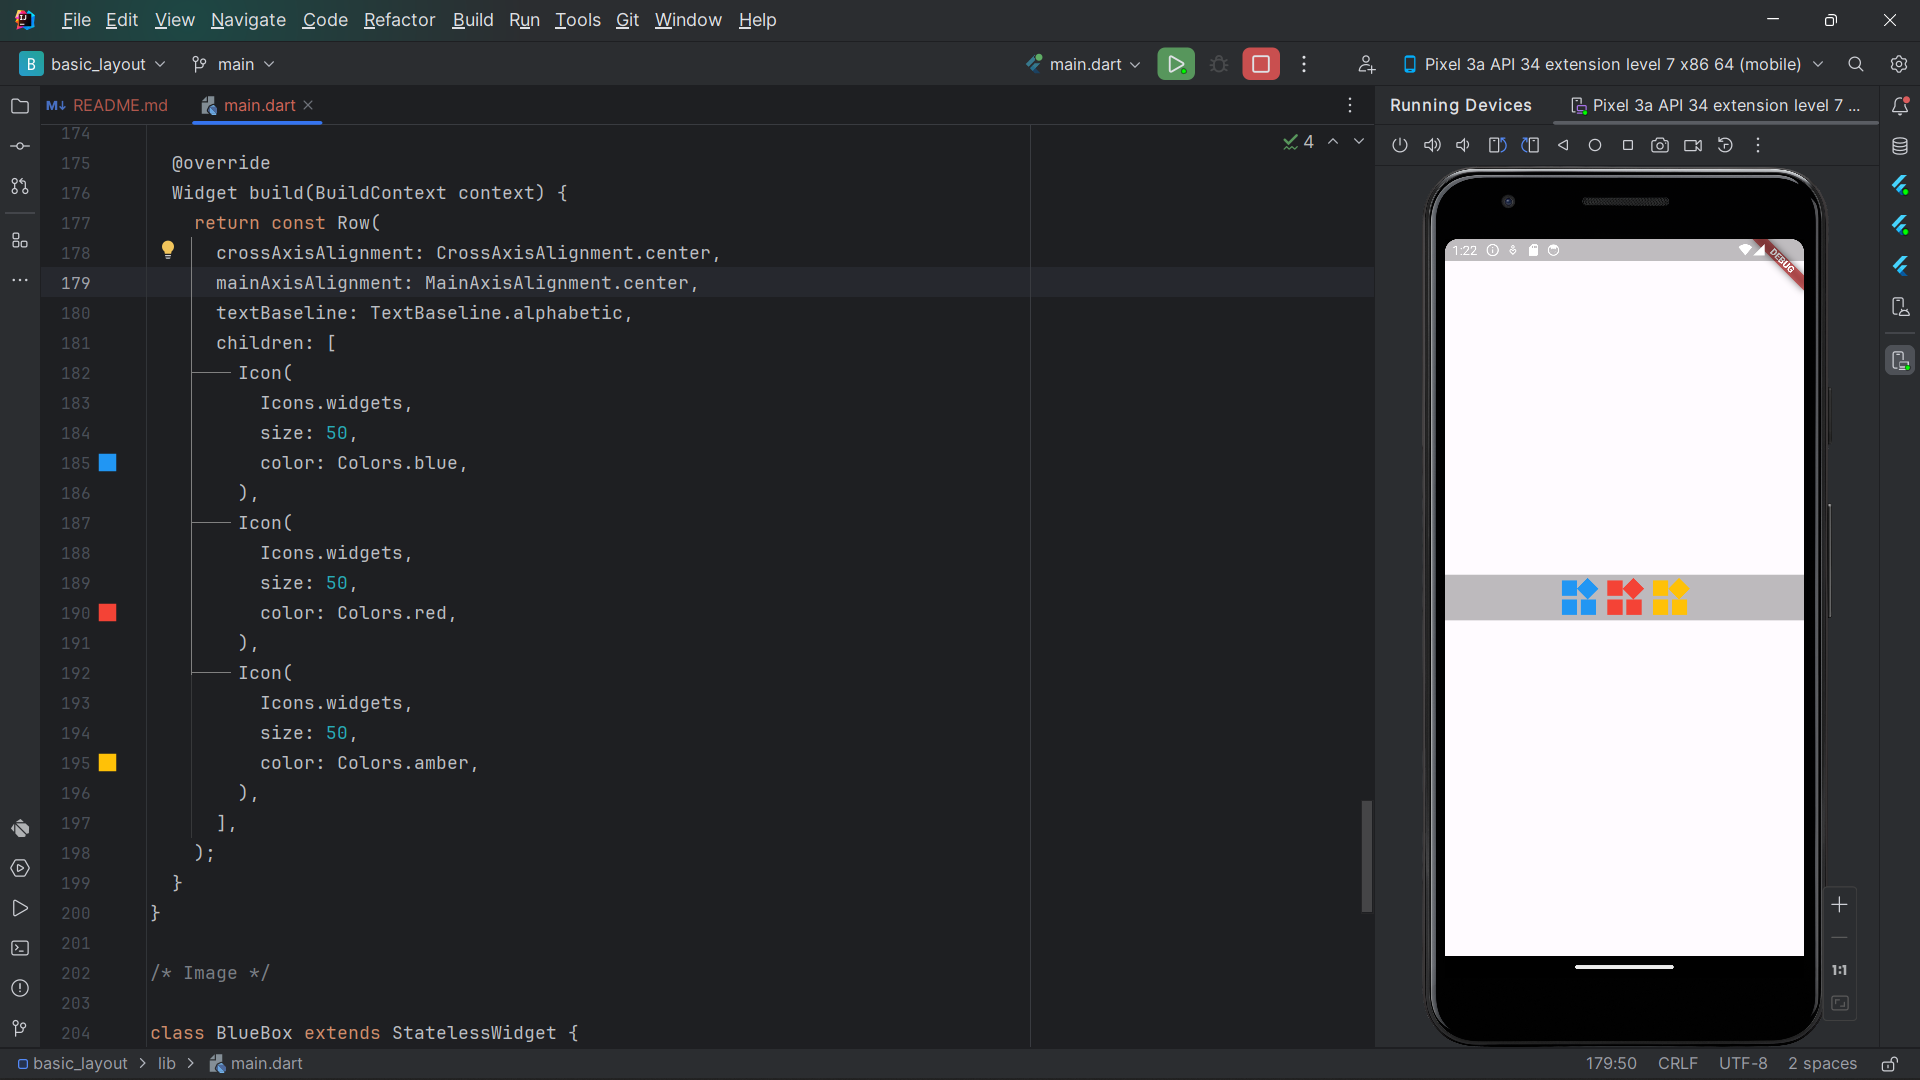 File Edit View Navigate Code Refactor Build Run Tools Git Window Help
B basic_layout main main.dart Pixel 3a API 34 extension level 7 x86 64 (mobile)
README.md main.dart Running Devices Pixel 3a API 34 extension level 7 ...
174
4
175 @override
176 Widget build(BuildContext context) {
177 return const Row(
178 crossAxisAlignment: CrossAxisAlignment.center,
179 mainAxisAlignment: MainAxisAlignment.center,
180 textBaseline: TextBaseline.alphabetic,
181 children: [
182 Icon(
183 Icons.widgets,
184 size: 50,
185 color: Colors.blue,
186 ),
187 Icon(
188 Icons.widgets,
189 size: 50,
190 color: Colors.red,
191 ),
192 Icon(
193 Icons.widgets,
194 size: 50,
195 color: Colors.amber,
196 ),
197 ],
198 );
199 }
200 }
201
202 /* Image */
203
204 class BlueBox extends StatelessWidget {
1:22
DEBUG
1:1
basic_layout > lib > main.dart 179:50 CRLF UTF-8 2 spaces